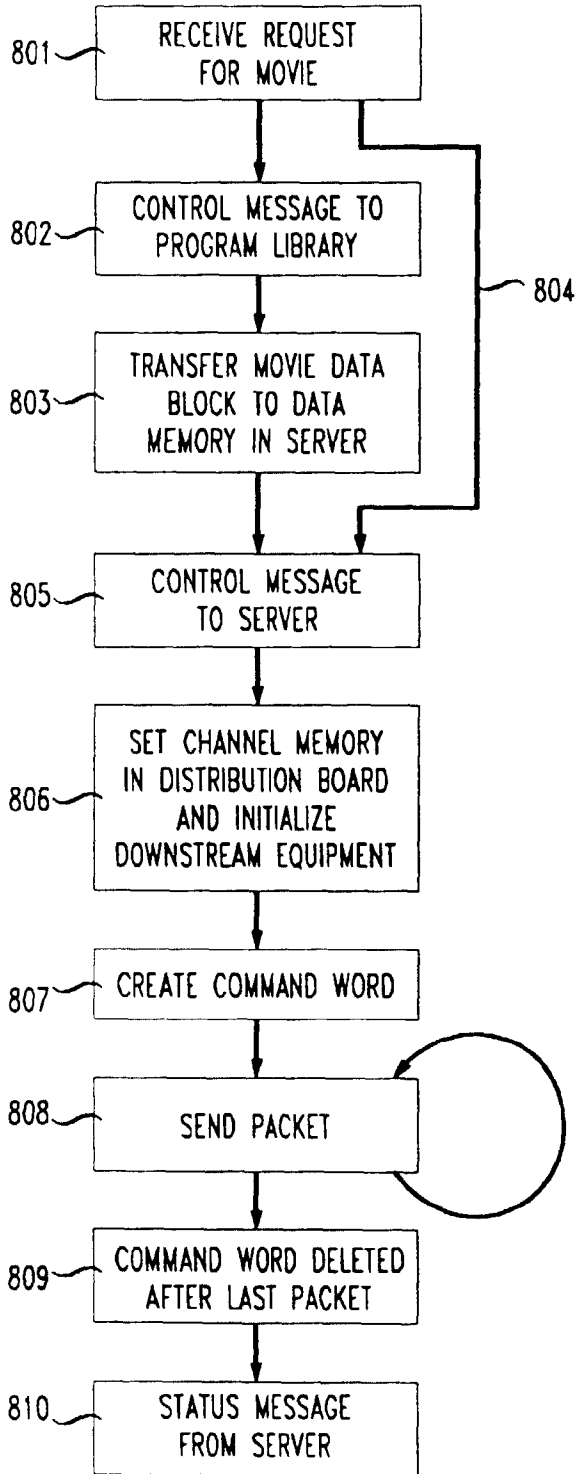 801
RECEIVE REQUEST
FOR MOVIE
802
CONTROL MESSAGE TO
PROGRAM LIBRARY
804
803
TRANSFER MOVIE DATA
BLOCK TO DATA
MEMORY IN SERVER
805
CONTROL MESSAGE
TO SERVER
806
SET CHANNEL MEMORY
IN DISTRIBUTION BOARD
AND INITIALIZE
DOWNSTREAM EQUIPMENT
807
CREATE COMMAND WORD
808
SEND PACKET
809
COMMAND WORD DELETED
AFTER LAST PACKET
810
STATUS MESSAGE
FROM SERVER